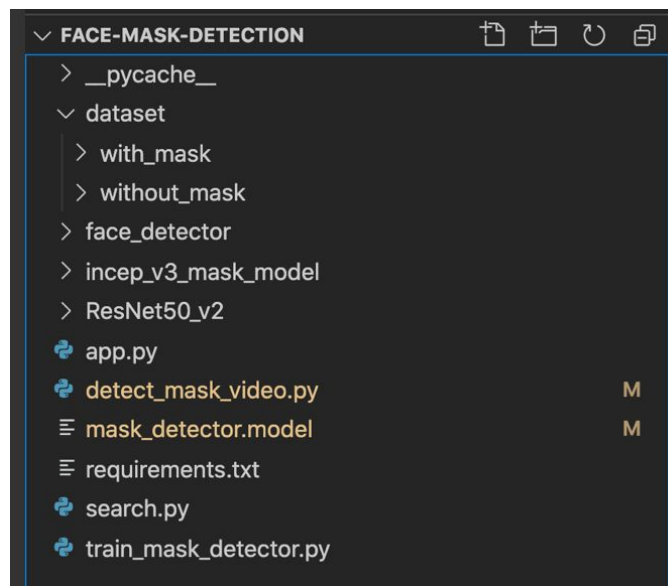 FACE-MASK-DETECTION
__pycache__
dataset
with_mask
without_mask
face_detector
incep_v3_mask_model
ResNet50_v2
app.py
detect_mask_video.py M
mask_detector.model M
requirements.txt
search.py
train_mask_detector.py